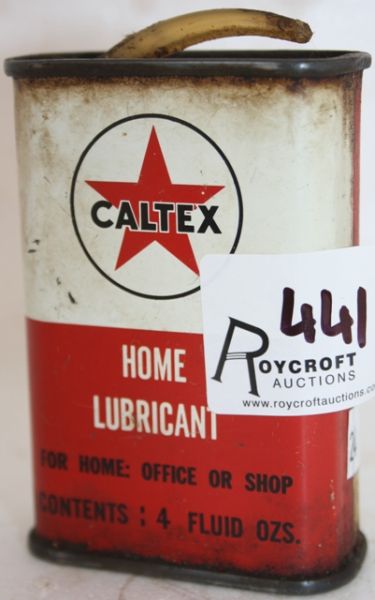 CALTEX
HOME
LUBRICANT
FOR HOME: OFFICE OR SHOP
CONTENTS: 4 FLUID OZS.
441
ROYCROFT
AUCTIONS
www.roycroftauctions.com